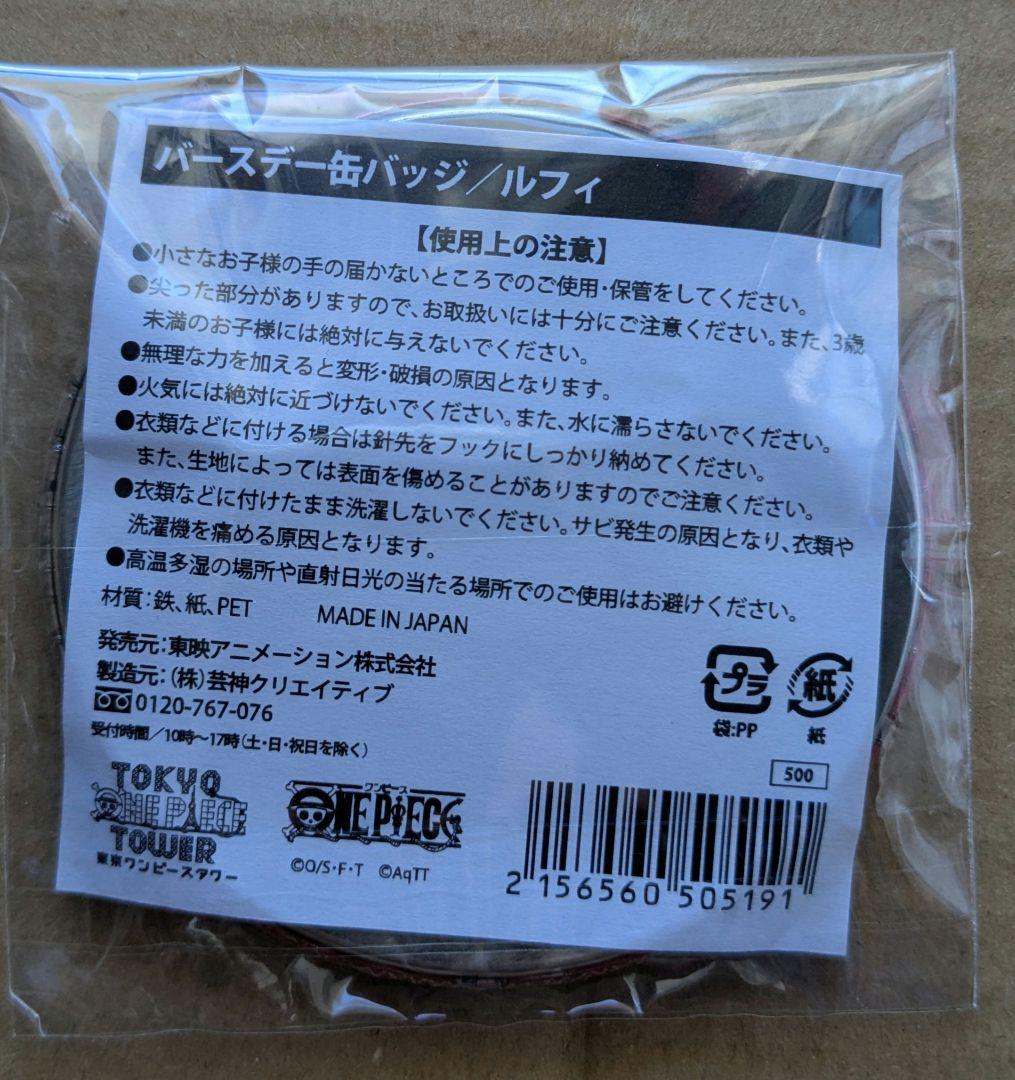 バースデー缶バッジ／ルフィ
【使用上の注意】
●小さなお子様の手の届かないところでのご使用・保管をしてください。
●尖った部分がありますので、お取扱いには十分にご注意ください。また、3歳
未満のお子様には絶対に与えないでください。
●無理な力を加えると変形・破損の原因となります。
●火気には絶対に近づけないでください。また、水に濡らさないでください。
●衣類などに付ける場合は針先をフックにしっかり納めてください。
また、生地によっては表面を傷めることがありますのでご注意ください。
●衣類などに付けたまま洗濯しないでください。サビ発生の原因となり、衣類や
洗濯機を痛める原因となります。
●高温多湿の場所や直射日光の当たる場所でのご使用はお避けください。
材質：鉄、紙、PET MADE IN JAPAN
発売元：東映アニメーション株式会社
製造元：（株）芸神クリエイティブ
0120-767-076
受付時間／10時～17時（土・日・祝日を除く）
プラ 紙
袋:PP 紙
500
TOKYO
ONE PIECE
TOWER
東京ワンピースタワー
ワンピース
ONE PIECE
©O/S・F・T ©AqTT
2 156560 505191